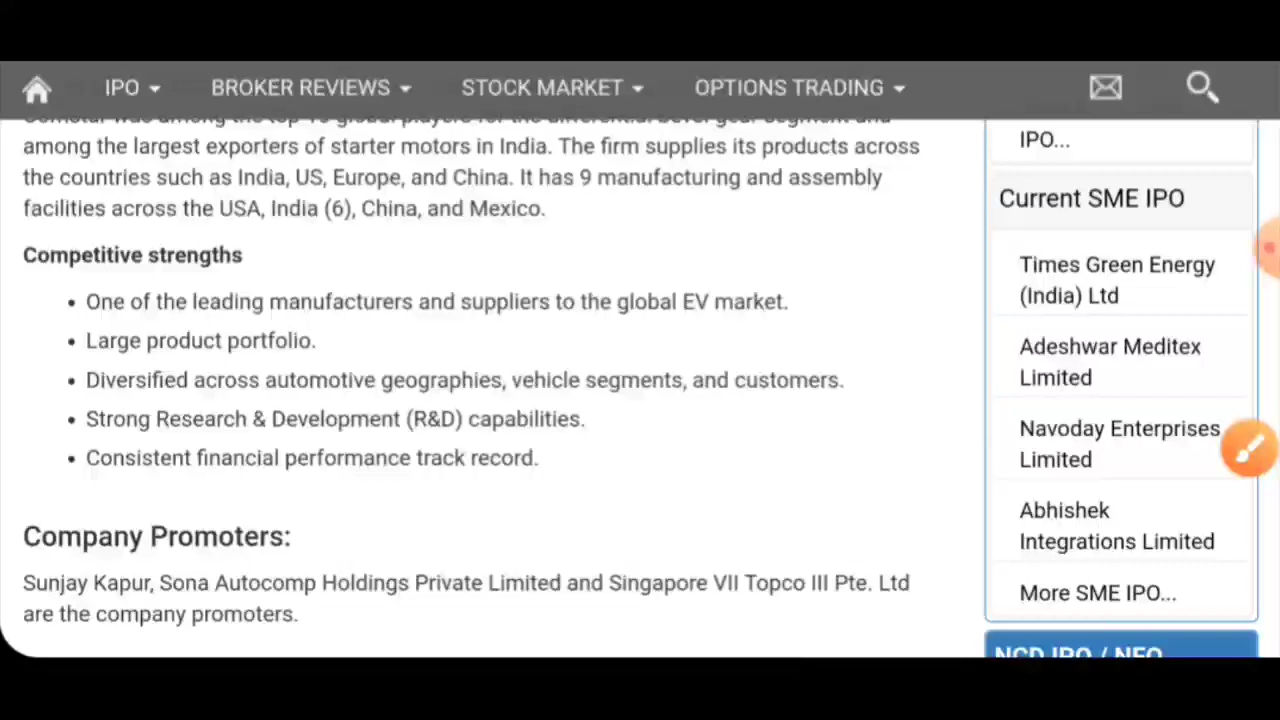 IPO BROKER REVIEWS STOCK MARKET OPTIONS TRADING
among the largest exporters of starter motors in India. The firm supplies its products across
the countries such as India, US, Europe, and China. It has 9 manufacturing and assembly
facilities across the USA, India (6), China, and Mexico.
Competitive strengths
• One of the leading manufacturers and suppliers to the global EV market.
• Large product portfolio.
• Diversified across automotive geographies, vehicle segments, and customers.
• Strong Research & Development (R&D) capabilities.
• Consistent financial performance track record.
Company Promoters:
Sunjay Kapur, Sona Autocomp Holdings Private Limited and Singapore VII Topco III Pte. Ltd
are the company promoters.
IPO...
Current SME IPO
Times Green Energy
(India) Ltd
Adeshwar Meditex
Limited
Navoday Enterprises
Limited
Abhishek
Integrations Limited
More SME IPO...
NCD IPO /